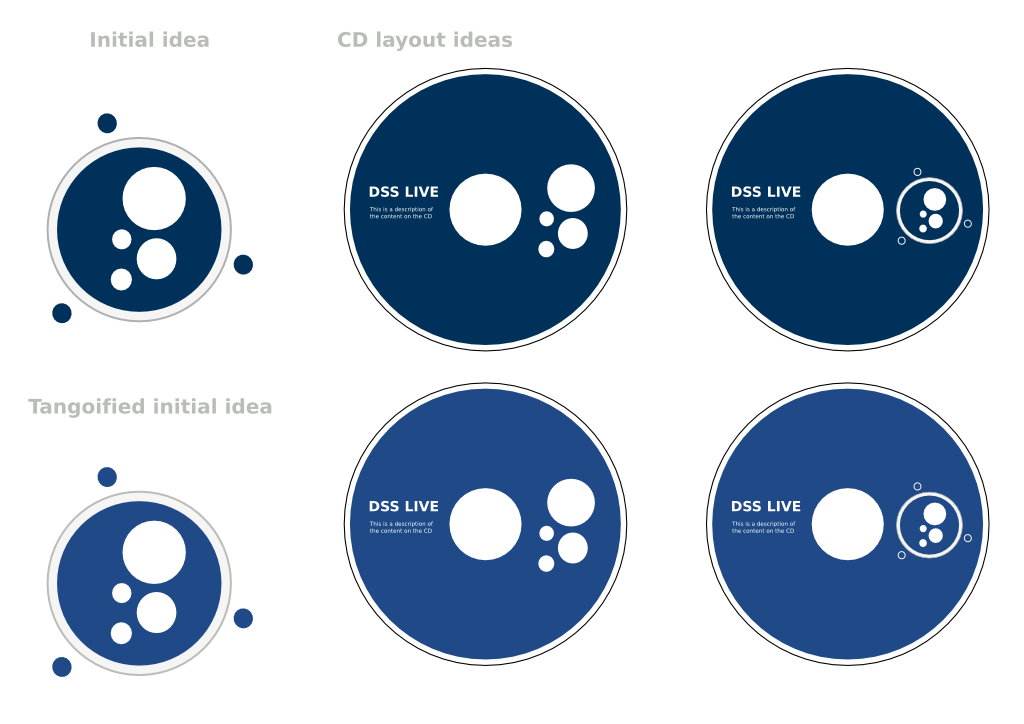 Initial idea
CD layout ideas
DSS LIVE
This is a description of
the content on the CD
DSS LIVE
This is a description of
the content on the CD
Tangoified initial idea
DSS LIVE
This is a description of
the content on the CD
DSS LIVE
This is a description of
the content on the CD